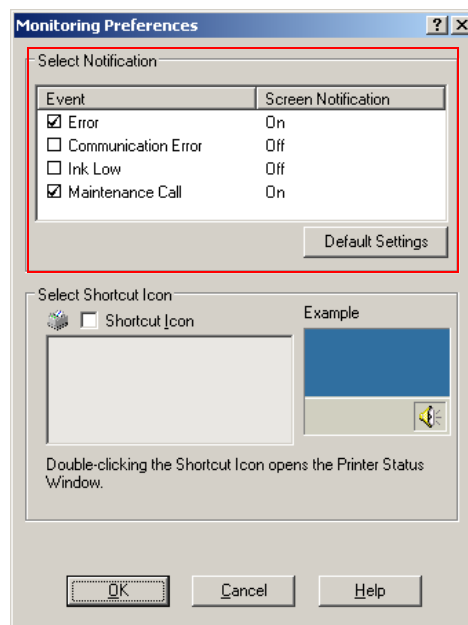 Monitoring Preferences
Select Notification
Event Screen Notification
Error On
Communication Error Off
Ink Low Off
Maintenance Call On
Default Settings
Select Shortcut Icon
Shortcut Icon
Example
Double-clicking the Shortcut Icon opens the Printer Status
Window.
OK Cancel Help